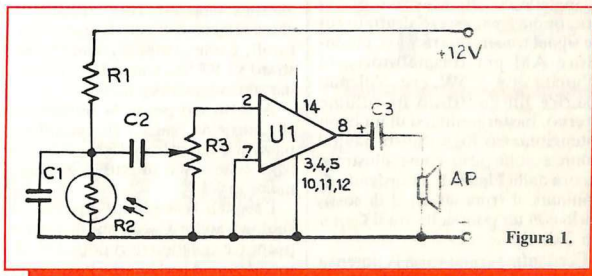 +12V
R1
C2
2
14
C3
R3
U1
8
+
7
C1
3,4,5
10,11,12
AP
R2
-
Figura 1.